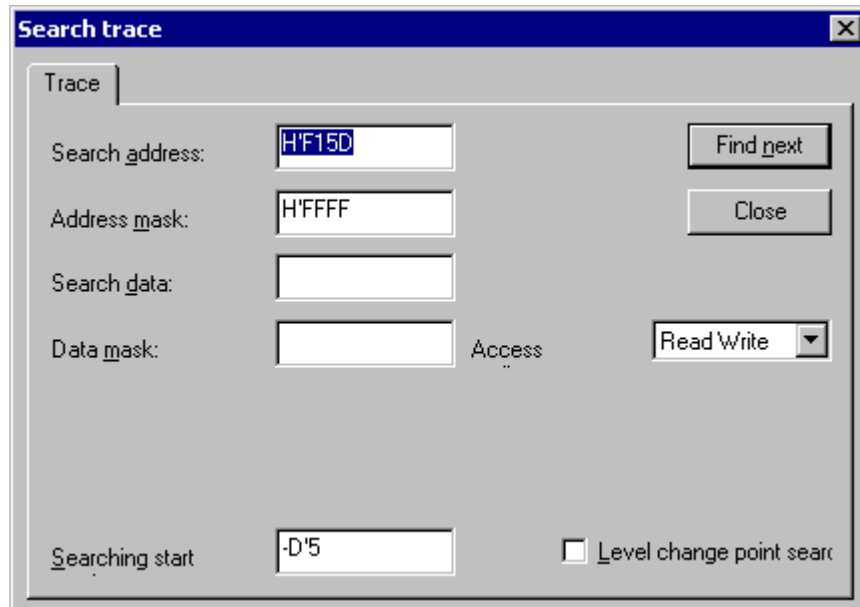 Search trace
Trace
Search address: H'F15D Find next
Address mask: H'FFFF Close
Search data:
Data mask: Access Read Write
Searching start -D'5 Level change point sear